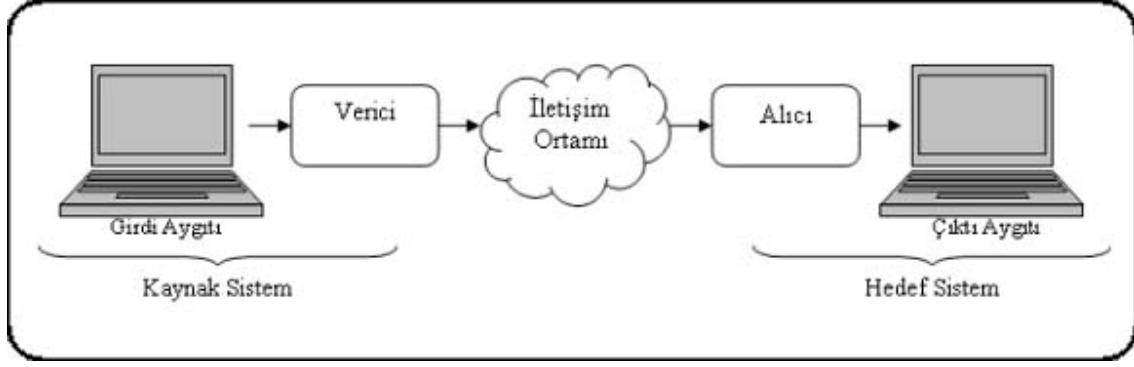 Verici
İletişim
Ortamı
Alıcı
Girdi Aygıtı
Çıktı Aygıtı
Kaynak Sistem
Hedef Sistem